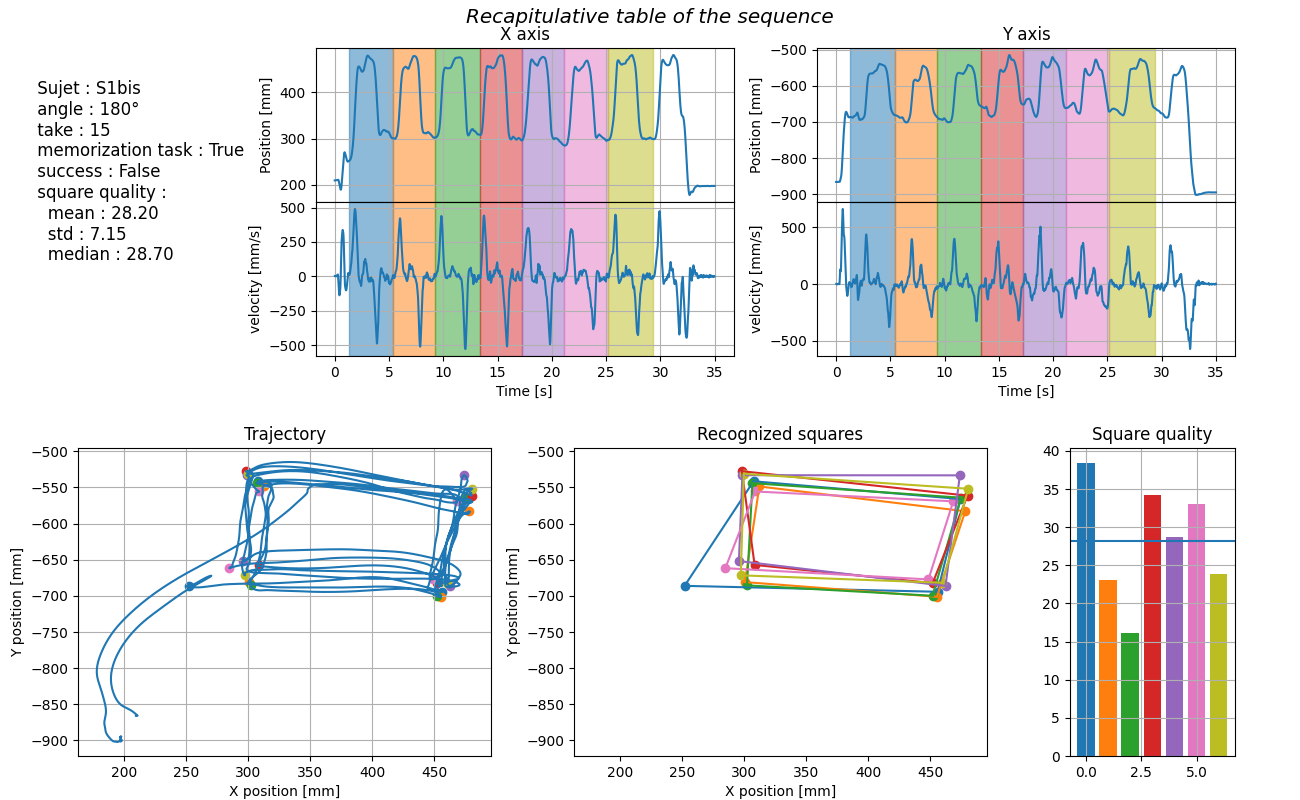 Recapitulative table of the sequence
X axis
Y axis
Sujet : S1bis
angle : 180°
take : 15
memorization task : True
success : False
square quality :
mean : 28.20
std : 7.15
median : 28.70
Position [mm]
400
300
200
velocity [mm/s]
500
250
0
−250
−500
0 5 10 15 20 25 30 35
Time [s]
Position [mm]
−500
−600
−700
−800
−900
velocity [mm/s]
500
0
−500
0 5 10 15 20 25 30 35
Time [s]
Trajectory
Y position [mm]
−500
−550
−600
−650
−700
−750
−800
−850
−900
200 250 300 350 400 450
X position [mm]
Recognized squares
Y position [mm]
−500
−550
−600
−650
−700
−750
−800
−850
−900
200 250 300 350 400 450
X position [mm]
Square quality
40
35
30
25
20
15
10
5
0
0.0 2.5 5.0